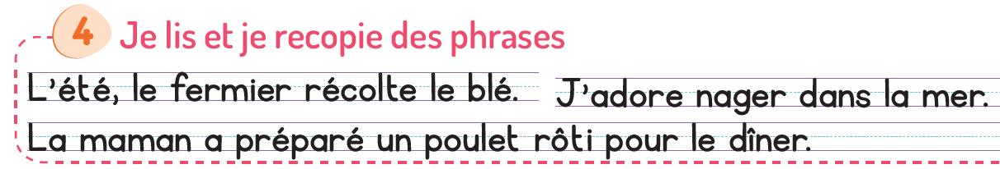 4 Je lis et je recopie des phrases
L'été, le fermier récolte le blé. J'adore nager dans la mer.
La maman a préparé un poulet rôti pour le dîner.